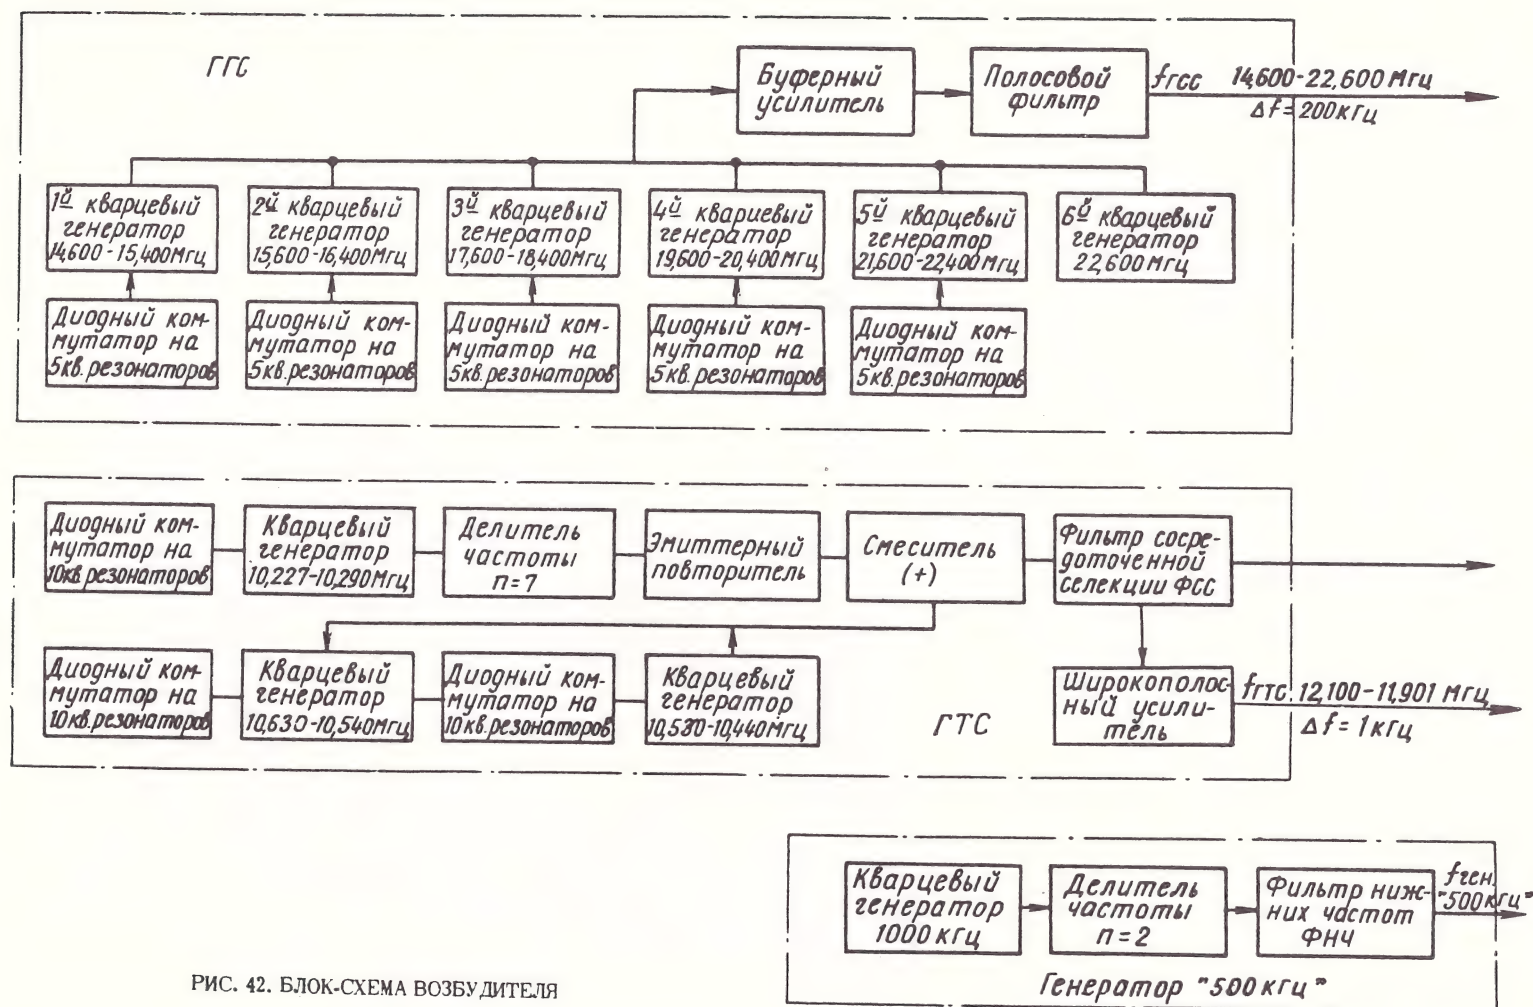 ГГС
Буферный
усилитель
Полосовой
фильтр
fГСС 14,600-22,600 Мгц
Δf=200кгц
1й кварцевый
генератор
14,600-15,400Мгц
2й кварцевый
генератор
15,600-16,400Мгц
3й кварцевый
генератор
17,600-18,400Мгц
4й кварцевый
генератор
19,600-20,400Мгц
5й кварцевый
генератор
21,600-22,400Мгц
6й кварцевый
генератор
22,600Мгц
Диодный ком-
мутатор на
5кв.резонаторов
Диодный ком-
мутатор на
5кв.резонаторов
Диодный ком-
мутатор на
5кв.резонаторов
Диодный ком-
мутатор на
5кв.резонаторов
Диодный ком-
мутатор на
5кв.резонаторов
Диодный ком-
мутатор на
10кв.резонаторов
Кварцевый
генератор
10,227-10,290Мгц
Делитель
частоты
n=7
Эмиттерный
повторитель
Смеситель
(+)
Фильтр сосре-
доточенной
селекции ФСС
Диодный ком-
мутатор на
10кв.резонаторов
Кварцевый
генератор
10,630-10,540Мгц
Диодный ком-
мутатор на
10кв.резонаторов
Кварцевый
генератор
10,530-10,440Мгц
ГТС
Широкополос-
ный усили-
тель
fГТС 12,100-11,901 Мгц
Δf=1кгц
Кварцевый
генератор
1000кгц
Делитель
частоты
n=2
Фильтр ниж-
них частот
ФНЧ
fген.
"500кгц"
Генератор "500кгц"
РИС. 42. БЛОК-СХЕМА ВОЗБУДИТЕЛЯ